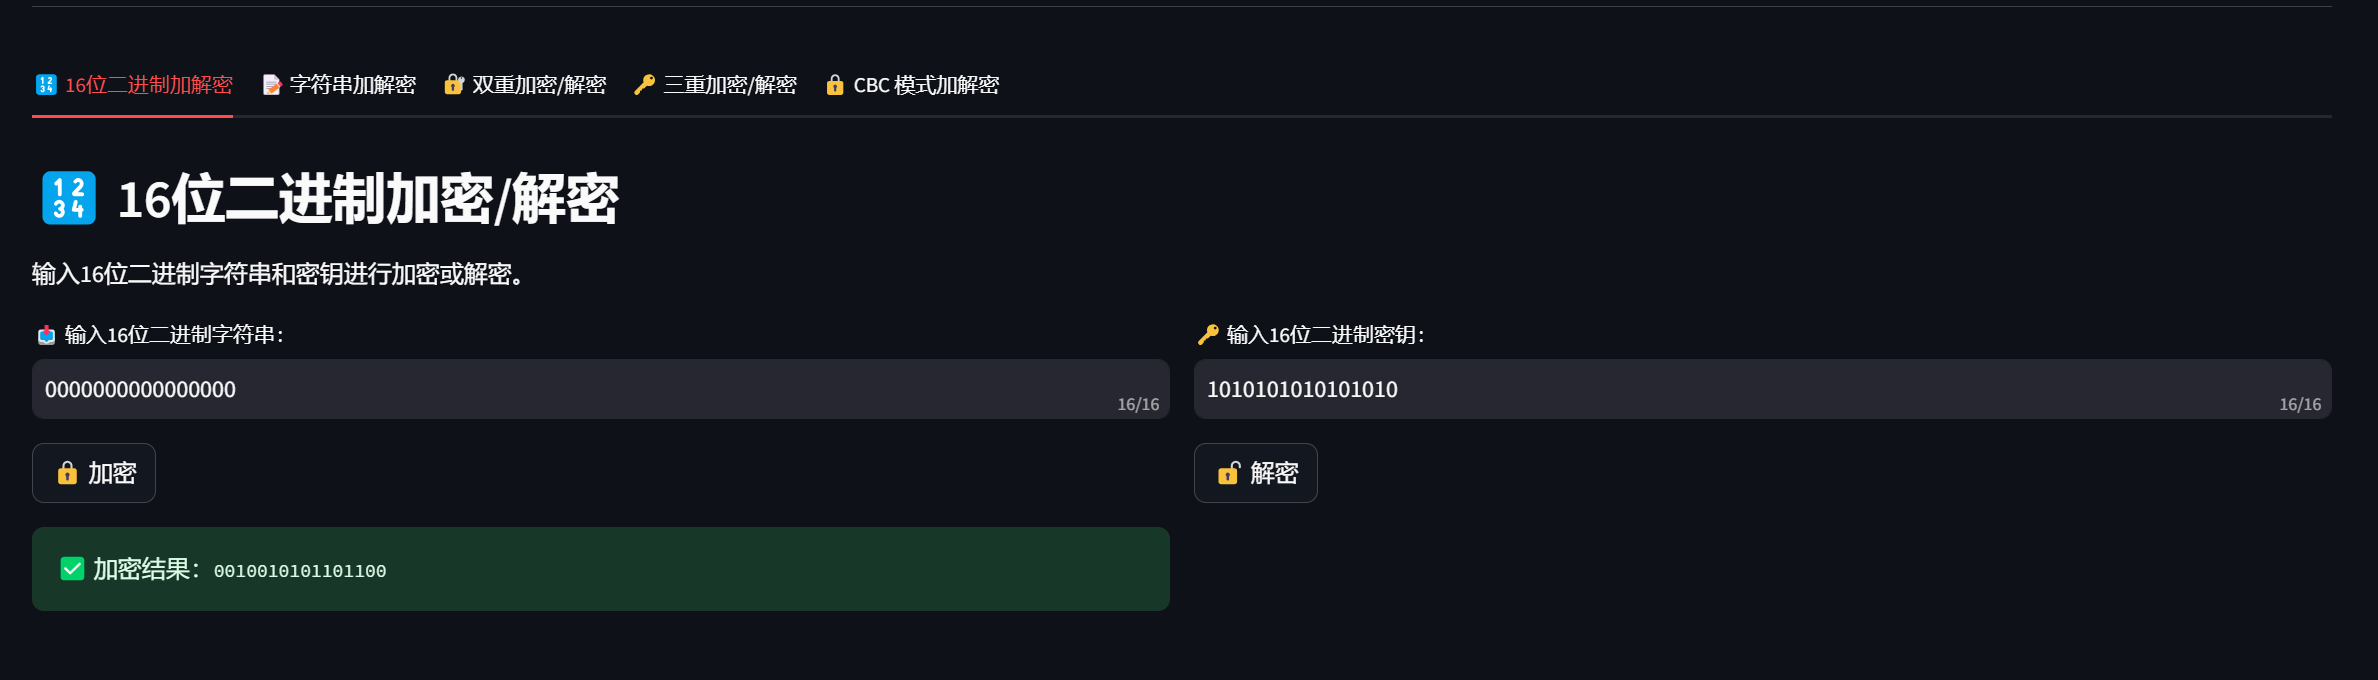 16位二进制加解密 字符串加解密 双重加密/解密 三重加密/解密 CBC 模式加解密
16位二进制加密/解密
输入16位二进制字符串和密钥进行加密或解密。
输入16位二进制字符串： 输入16位二进制密钥：
0000000000000000 16/16 1010101010101010 16/16
加密 解密
加密结果： 0010010101101100